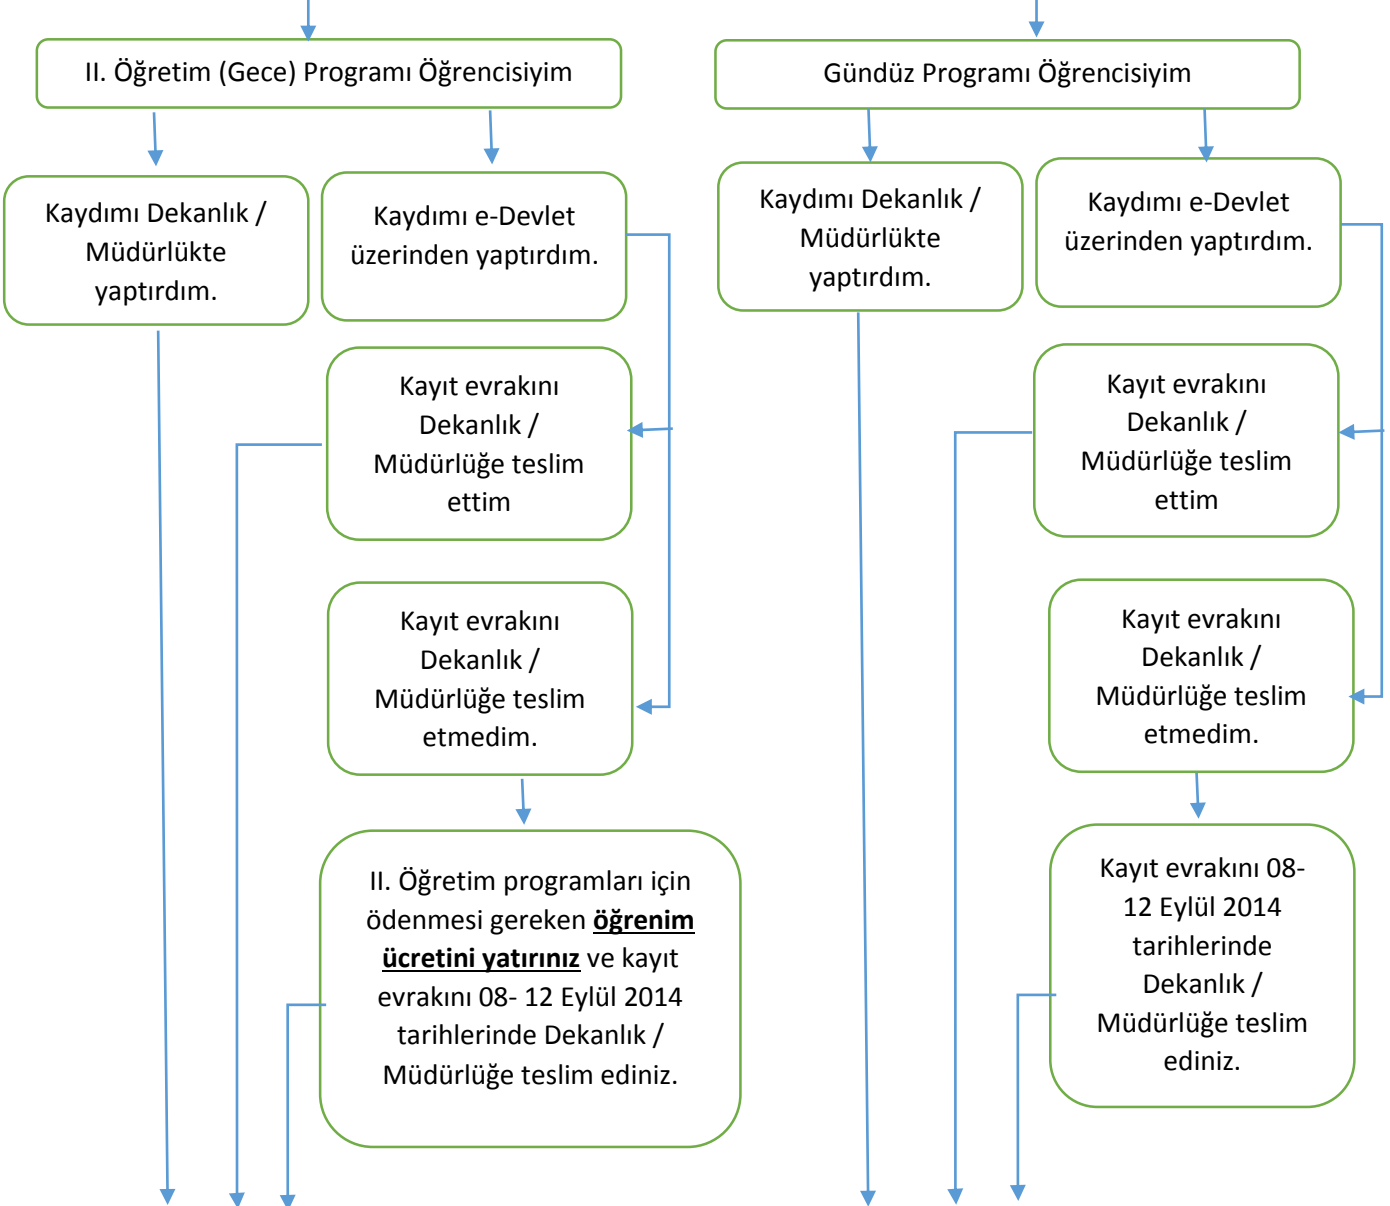 II. Öğretim (Gece) Programı Öğrencisiyim
Gündüz Programı Öğrencisiyim
Kaydımı Dekanlık /
Müdürlükte
yaptırdım.
Kaydımı e-Devlet
üzerinden yaptırdım.
Kaydımı Dekanlık /
Müdürlükte
yaptırdım.
Kaydımı e-Devlet
üzerinden yaptırdım.
Kayıt evrakını
Dekanlık /
Müdürlüğe teslim
ettim
Kayıt evrakını
Dekanlık /
Müdürlüğe teslim
ettim
Kayıt evrakını
Dekanlık /
Müdürlüğe teslim
etmedim.
Kayıt evrakını
Dekanlık /
Müdürlüğe teslim
etmedim.
II. Öğretim programları için
ödenmesi gereken öğrenim
ücretini yatırınız ve kayıt
evrakını 08- 12 Eylül 2014
tarihlerinde Dekanlık /
Müdürlüğe teslim ediniz.
Kayıt evrakını 08-
12 Eylül 2014
tarihlerinde
Dekanlık /
Müdürlüğe teslim
ediniz.